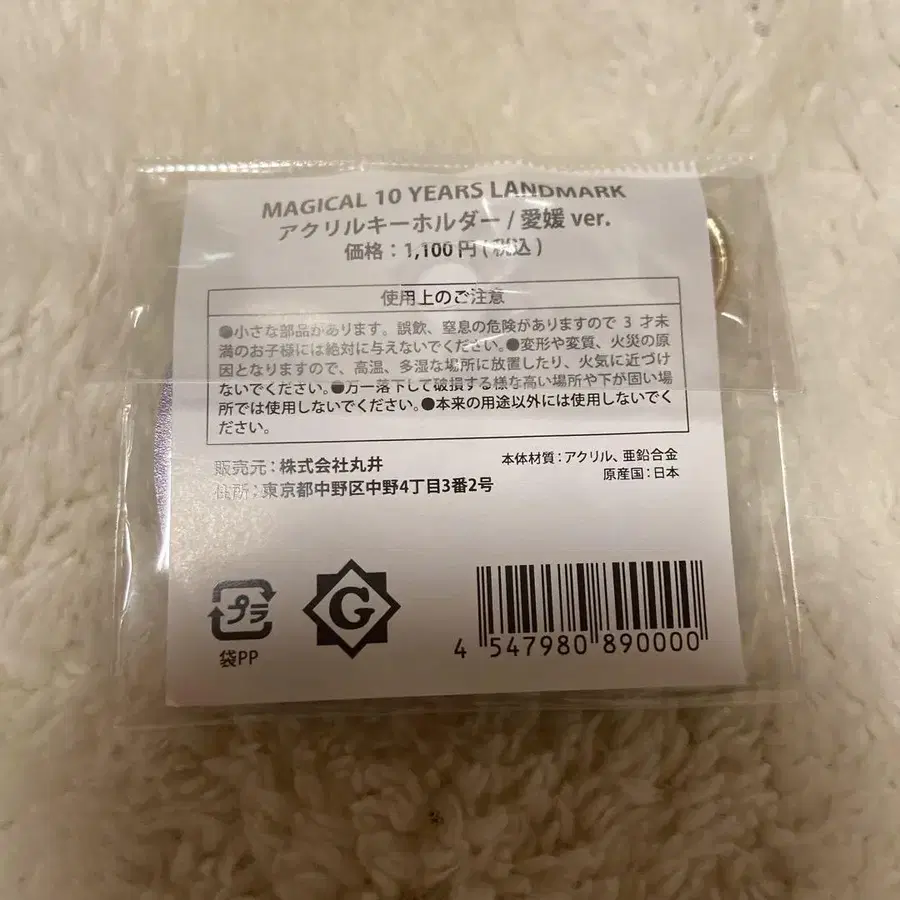 MAGICAL 10 YEARS LANDMARK
アクリルキーホルダー / 愛媛 ver.
価格：1,100円(税込)
使用上のご注意
●小さな部品があります。誤飲、窒息の危険がありますので 3 才未
満のお子様には絶対に与えないでください。●変形や変質、火災の原
因となりますので、高温、多湿な場所に放置したり、火気に近づけ
ないでください。●万一落下して破損する様な高い場所や下が固い場
所では使用しないでください。●本来の用途以外には使用しないでく
ださい。
販売元：株式会社丸井
住所：東京都中野区中野4丁目3番2号
本体材質：アクリル、亜鉛合金
原産国：日本
プラ
袋PP
G
4 547980 890000